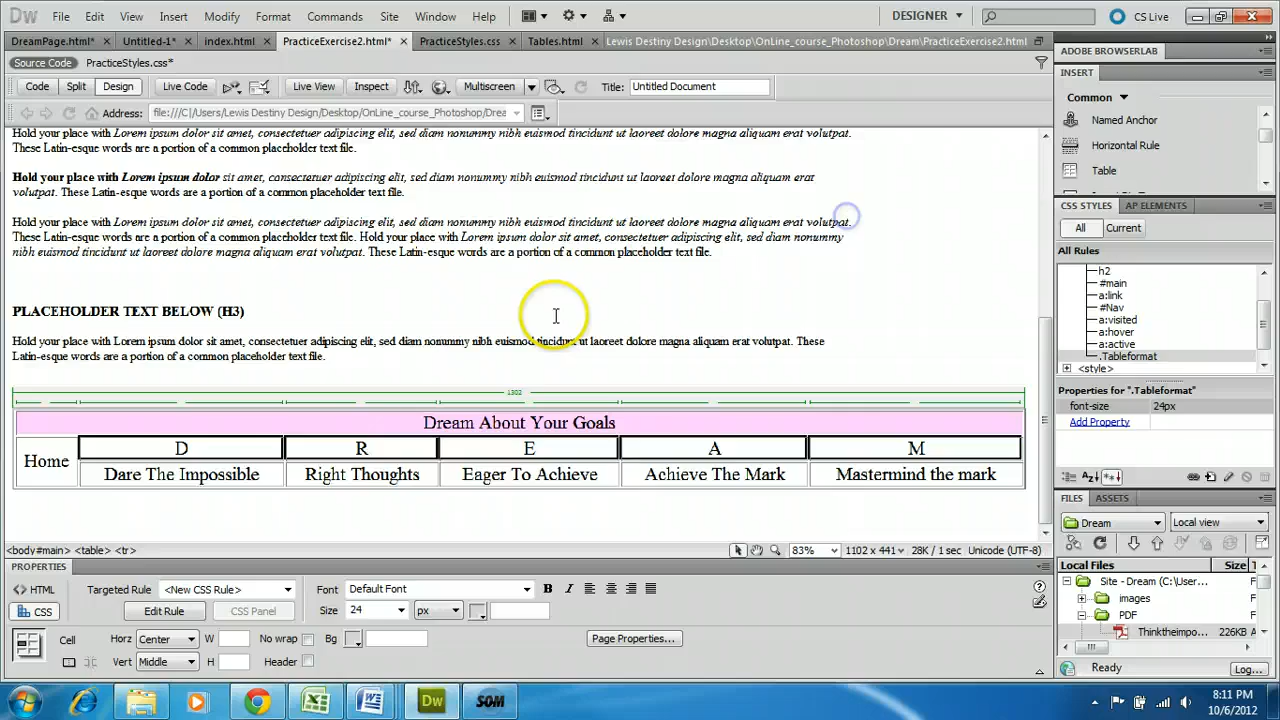 Dw File Edit View Insert Modify Format Commands Site Window Help DESIGNER CS Live
DreamPage.html* Untitled-1* index.html PracticeExercise2.html* PracticeStyles.css Tables.html Lewis Destiny Design\Desktop\OnLine_course_Photoshop\Dream\PracticeExercise2.html
Source Code PracticeStyles.css*
Code Split Design Live Code Live View Inspect Multiscreen Title: Untitled Document
Address: file:///C|/Users/Lewis Destiny Design/Desktop/OnLine_course_Photoshop/Drea
Hold your place with Lorem ipsum dolor sit amet, consectetuer adipiscing elit, sed diam nonummy nibh euismod tincidunt ut laoreet dolore magna aliquam erat volutpat.
These Latin-esque words are a portion of a common placeholder text file.
Hold your place with Lorem ipsum dolor sit amet, consectetuer adipiscing elit, sed diam nonummy nibh euismod tincidunt ut laoreet dolore magna aliquam erat
volutpat. These Latin-esque words are a portion of a common placeholder text file.
Hold your place with Lorem ipsum dolor sit amet, consectetuer adipiscing elit, sed diam nonummy nibh euismod tincidunt ut laoreet dolore magna aliquam erat volutpat.
These Latin-esque words are a portion of a common placeholder text file. Hold your place with Lorem ipsum dolor sit amet, consectetuer adipiscing elit, sed diam nonummy
nibh euismod tincidunt ut laoreet dolore magna aliquam erat volutpat. These Latin-esque words are a portion of a common placeholder text file.
PLACEHOLDER TEXT BELOW (H3)
Hold your place with Lorem ipsum dolor sit amet, consectetuer adipiscing elit, sed diam nonummy nibh euismod tincidunt ut laoreet dolore magna aliquam erat volutpat. These
Latin-esque words are a portion of a common placeholder text file.
1302
Dream About Your Goals
Home D R E A M
Dare The Impossible Right Thoughts Eager To Achieve Achieve The Mark Mastermind the mark
<body#main> <table> <tr> 83% 1102 x 441 28K / 1 sec Unicode (UTF-8)
PROPERTIES
<> HTML Targeted Rule <New CSS Rule> Font Default Font B I
CSS Edit Rule CSS Panel Size 24 px
Cell Horz Center W No wrap Bg Page Properties...
Vert Middle H Header
ADOBE BROWSERLAB
INSERT
Common
Named Anchor
Horizontal Rule
Table
CSS STYLES AP ELEMENTS
All Current
All Rules
h2
#main
a:link
#Nav
a:visited
a:hover
a:active
.Tableformat
<style>
Properties for ".Tableformat"
font-size 24px
Add Property
FILES ASSETS
Dream Local view
Local Files Size
Site - Dream (C:\User...
images
PDF
Thinktheimpo... 226KB
Ready Log...
Dw SOM
8:11 PM
10/6/2012